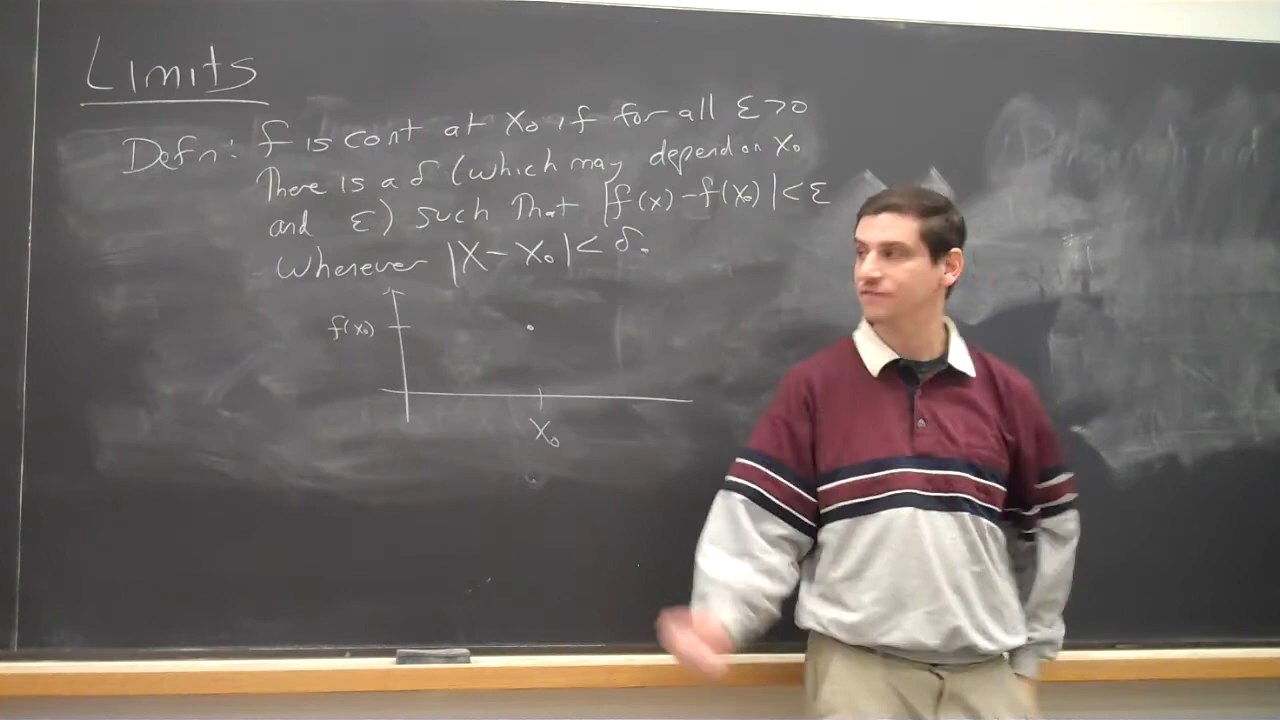 Limits
Defn: f is cont at x₀ if for all ε>0
There is a δ (which may depend on x₀
and ε) such That |f(x)-f(x₀)|<ε
Whenever |x-x₀|<δ.
f(x₀)
x₀